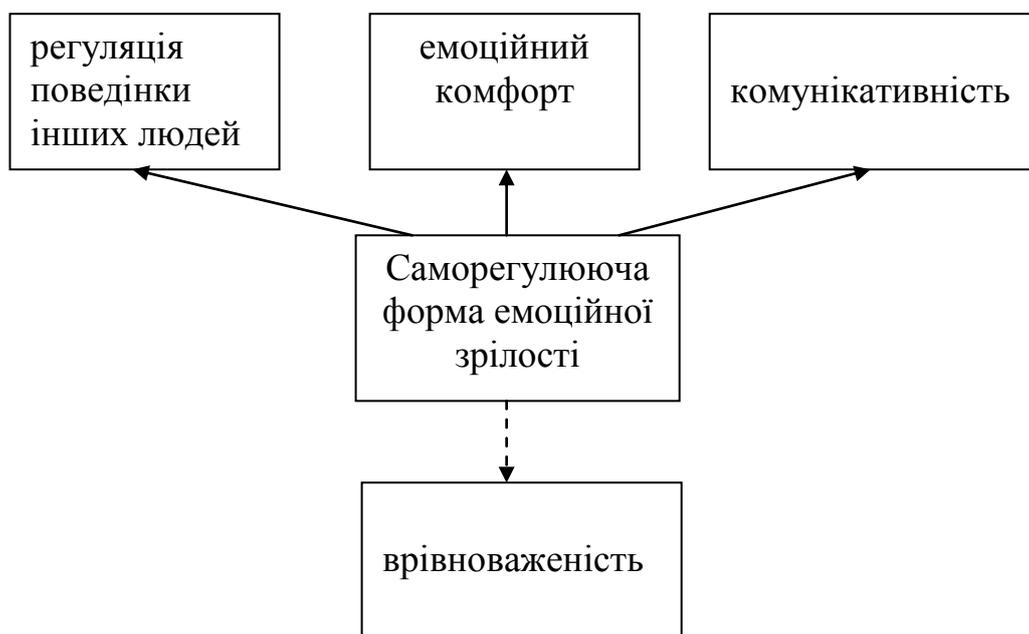 регуляція
поведінки
інших людей
емоційний
комфорт
комунікативність
Саморегулююча
форма емоційної
зрілості
врівноваженість